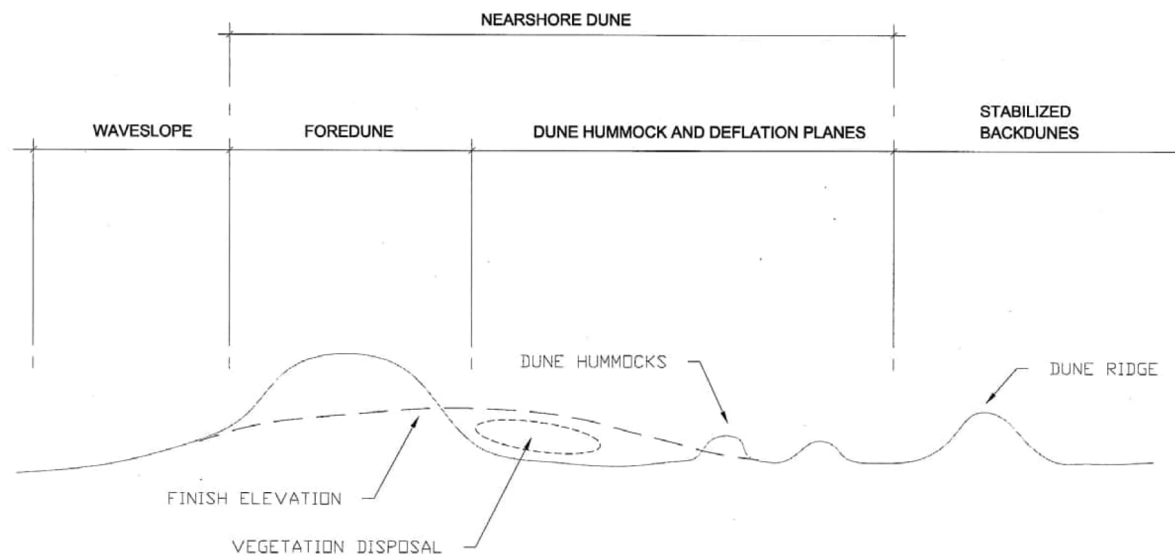 NEARSHORE DUNE
WAVESLOPE
FOREDUNE
DUNE HUMMOCK AND DEFLATION PLANES
STABILIZED
BACKDUNES
DUNE HUMMOCKS
DUNE RIDGE
FINISH ELEVATION
VEGETATION DISPOSAL